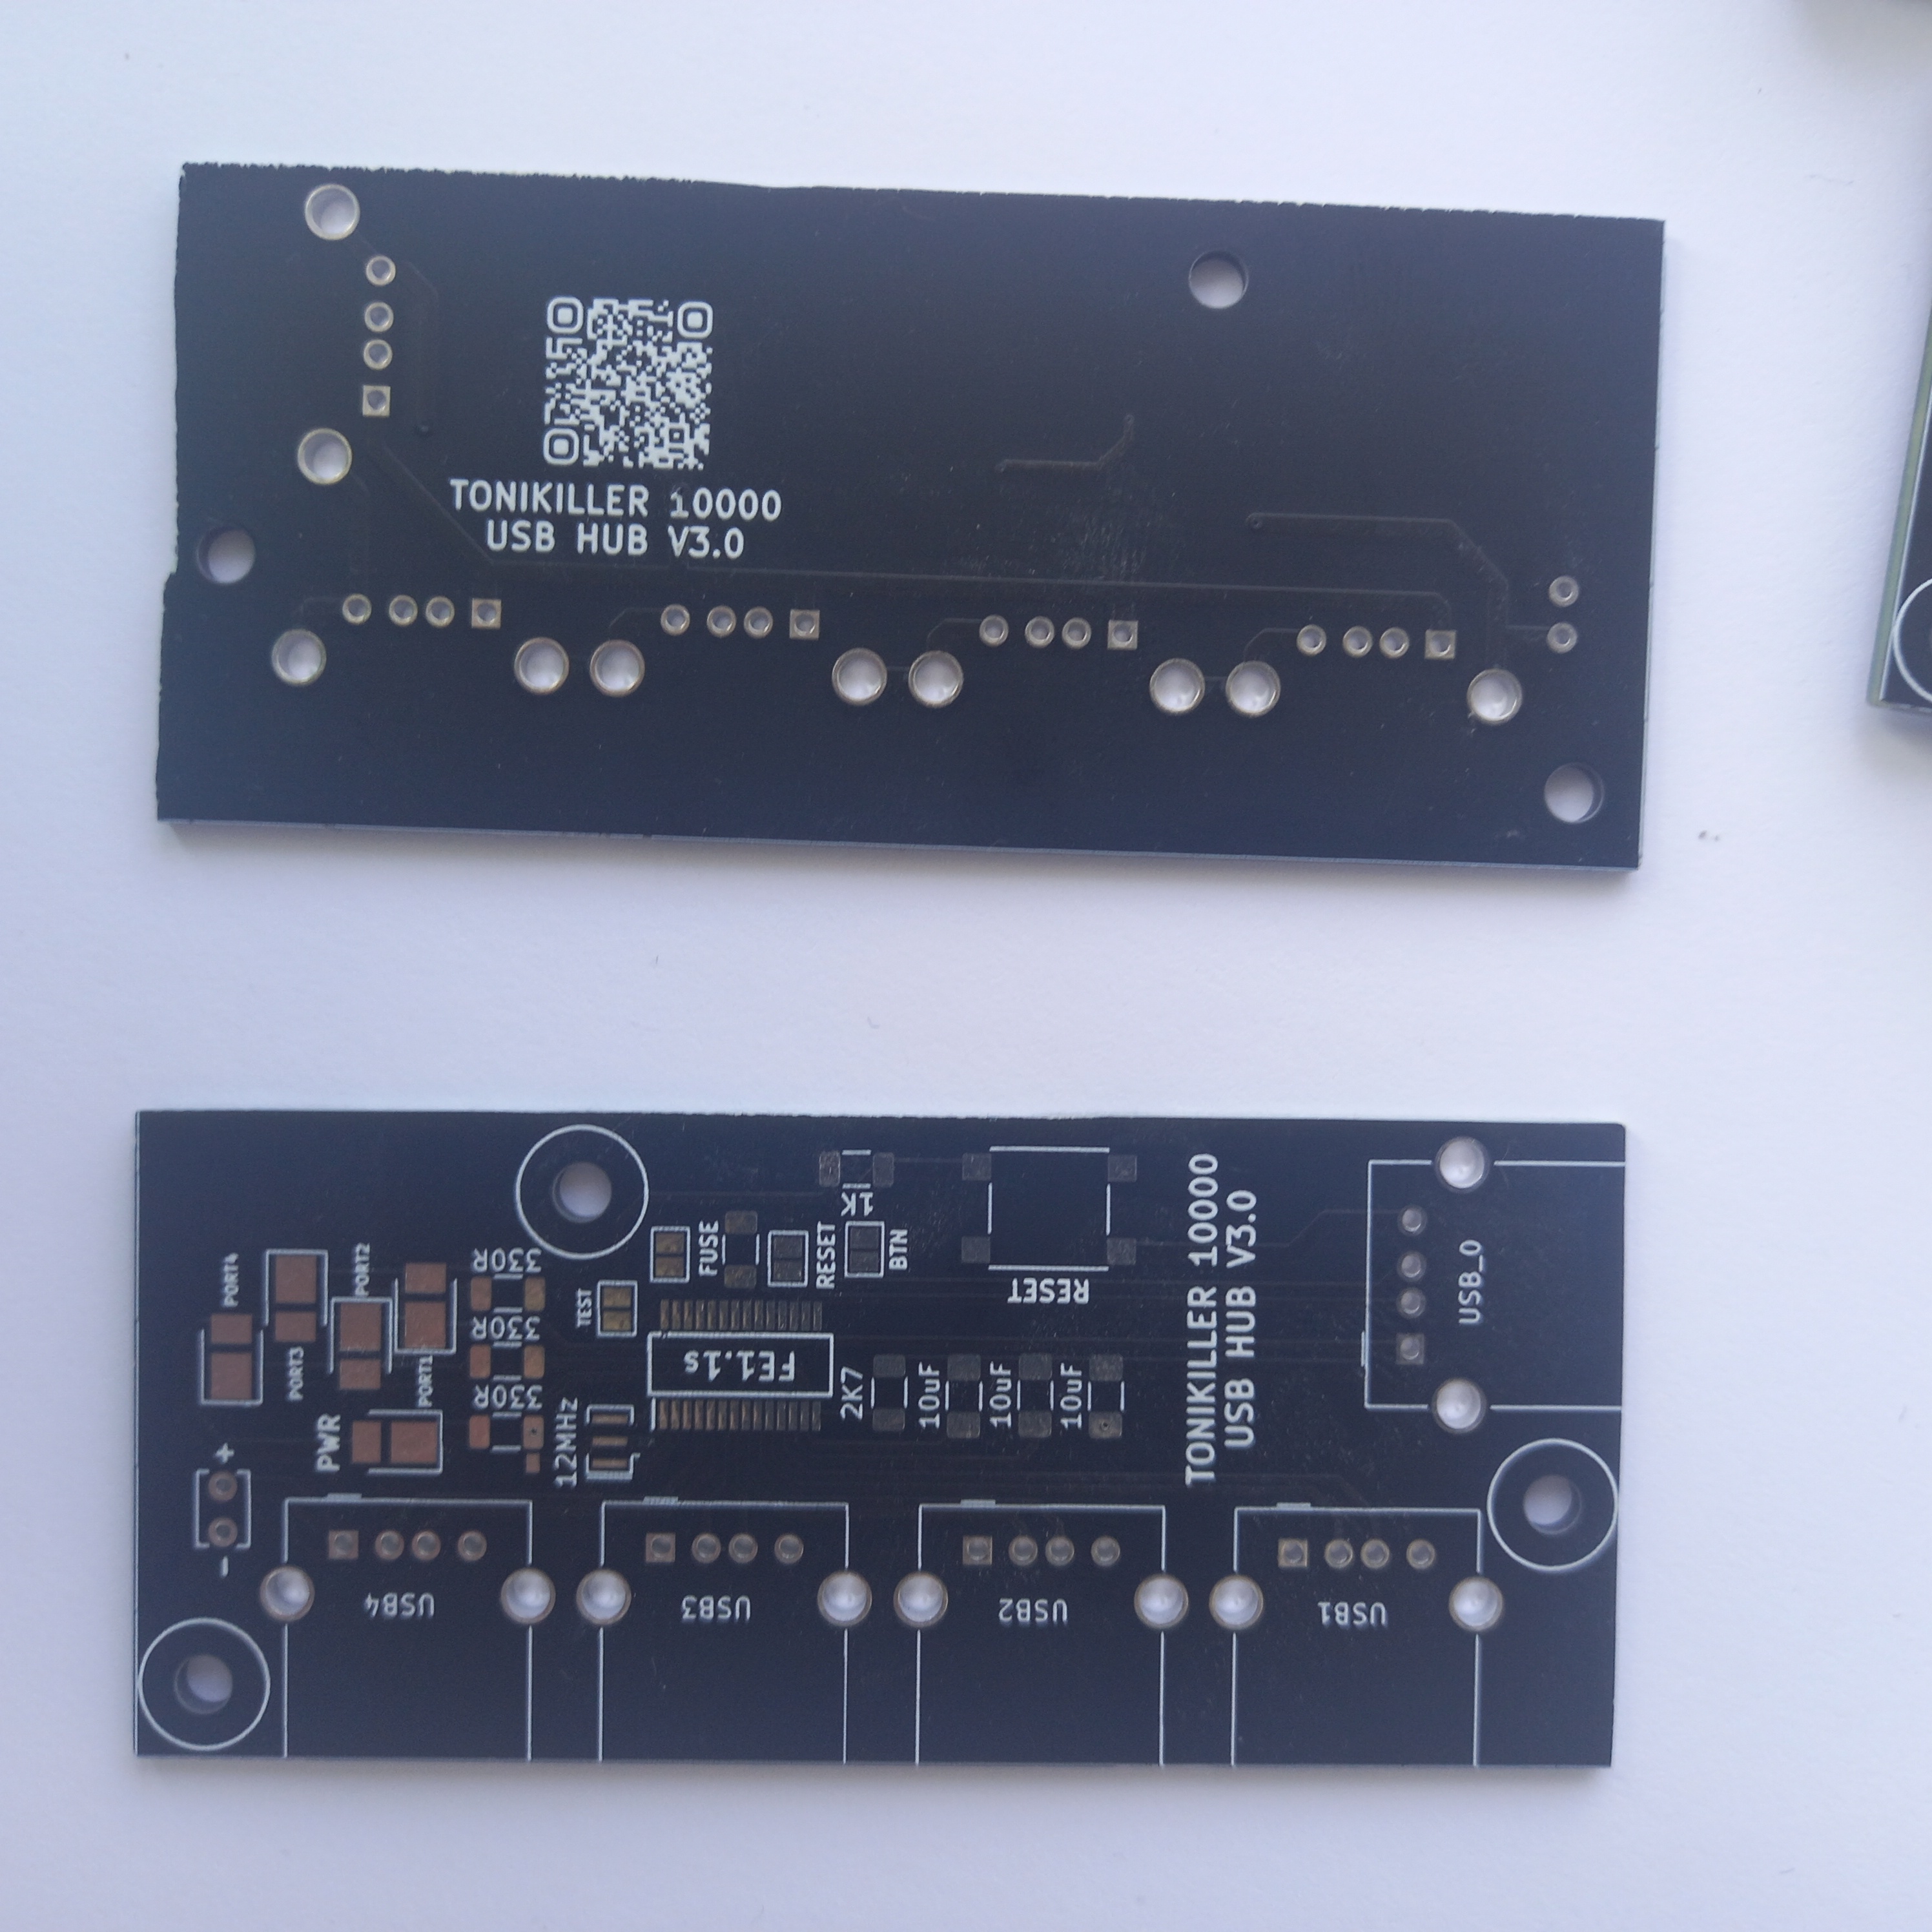 - +
PORT4
PORT3
PWR
PORT2
PORT1
USB4
330R
330R
330R
12MHz
TEST
USB3
FE1.1s
FUSE
RESET
2K7
1K
BTN
10uF
10uF
10uF
USB2
RESET
TONIKILLER 10000
USB HUB V3.0
USB1
USB_0
TONIKILLER 10000
USB HUB V3.0